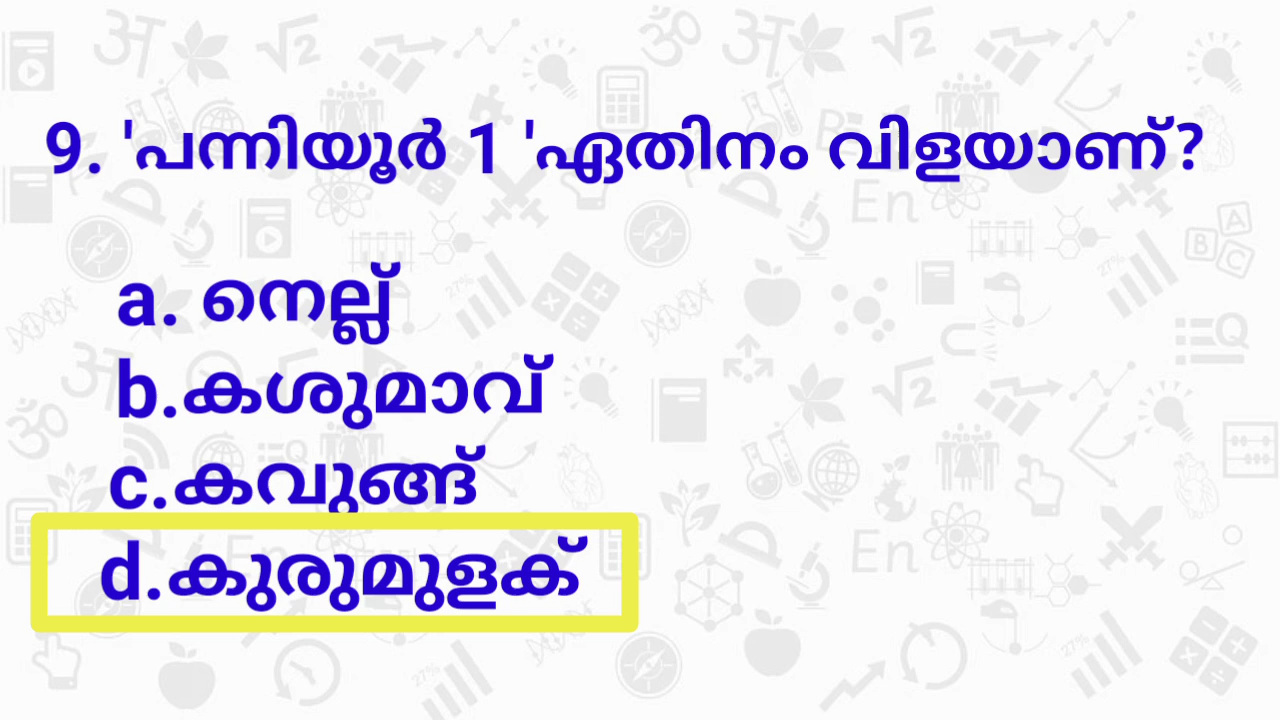 9. 'പന്നിയൂർ 1 'ഏതിനം വിളയാണ്?
a. നെല്ല്
b.കശുമാവ്
c.കവുങ്ങ്
d.കുരുമുളക്